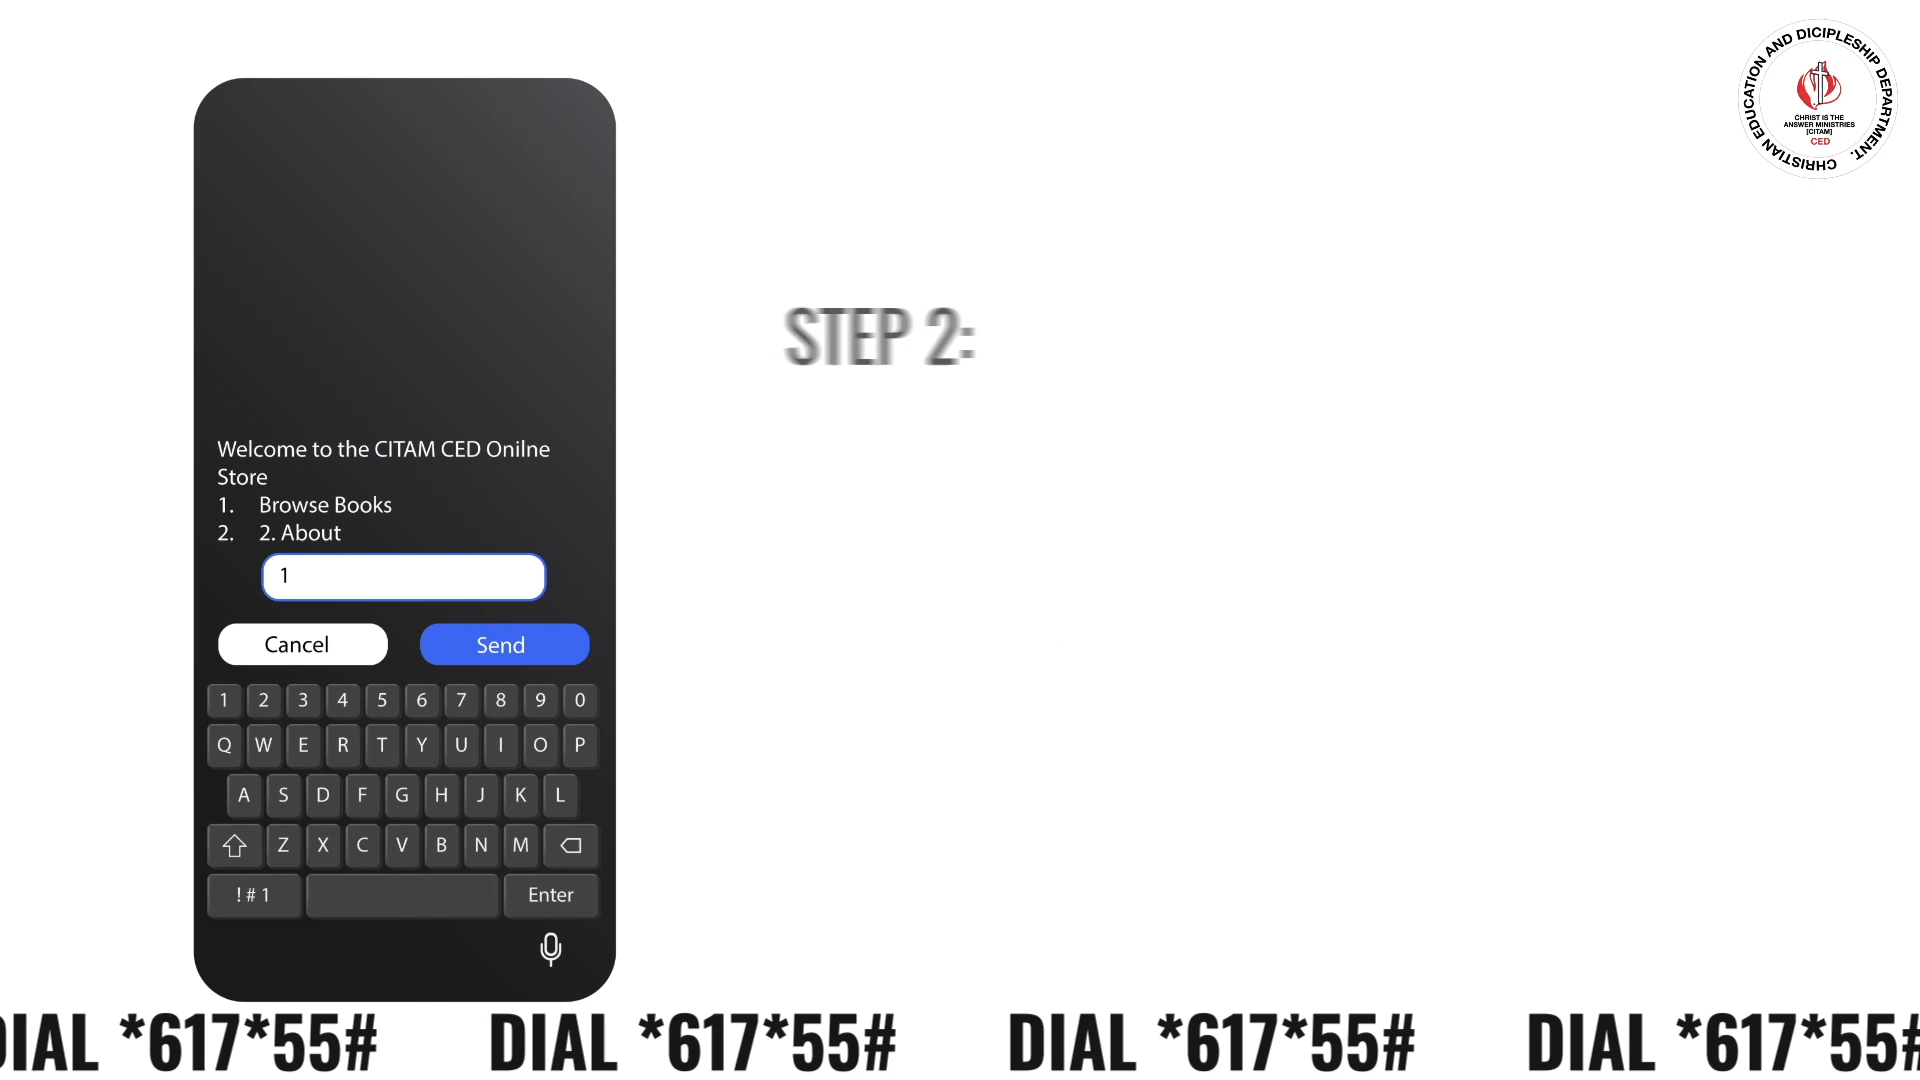 CHRISTIAN EDUCATION AND DICIPLESHIP DEPARTMENT.
CHRIST IS THE
ANSWER MINISTRIES
[CITAM]
CED
STEP 2:
Welcome to the CITAM CED Onilne
Store
1. Browse Books
2. 2. About
1
Cancel Send
1 2 3 4 5 6 7 8 9 0
Q W E R T Y U I O P
A S D F G H J K L
Z X C V B N M
! # 1 Enter
DIAL *617*55# DIAL *617*55# DIAL *617*55# DIAL *617*55#